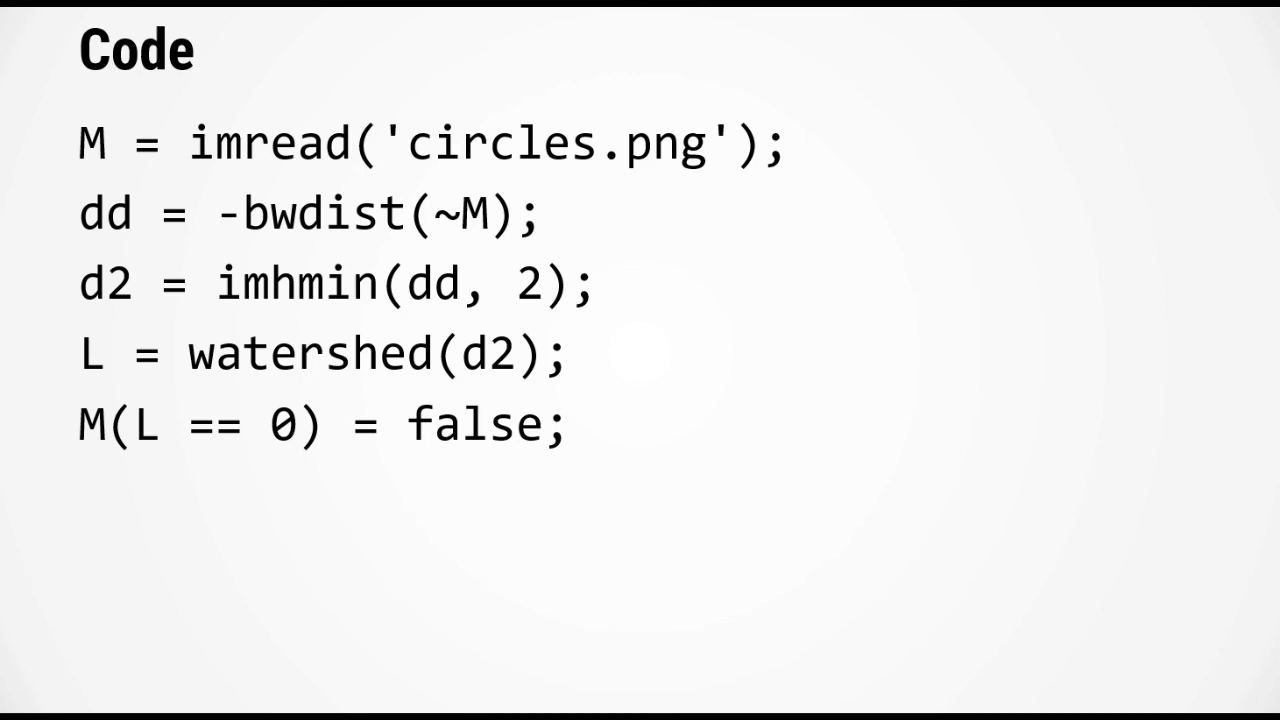 Code
M = imread('circles.png');
dd = -bwdist(~M);
d2 = imhmin(dd, 2);
L = watershed(d2);
M(L == 0) = false;